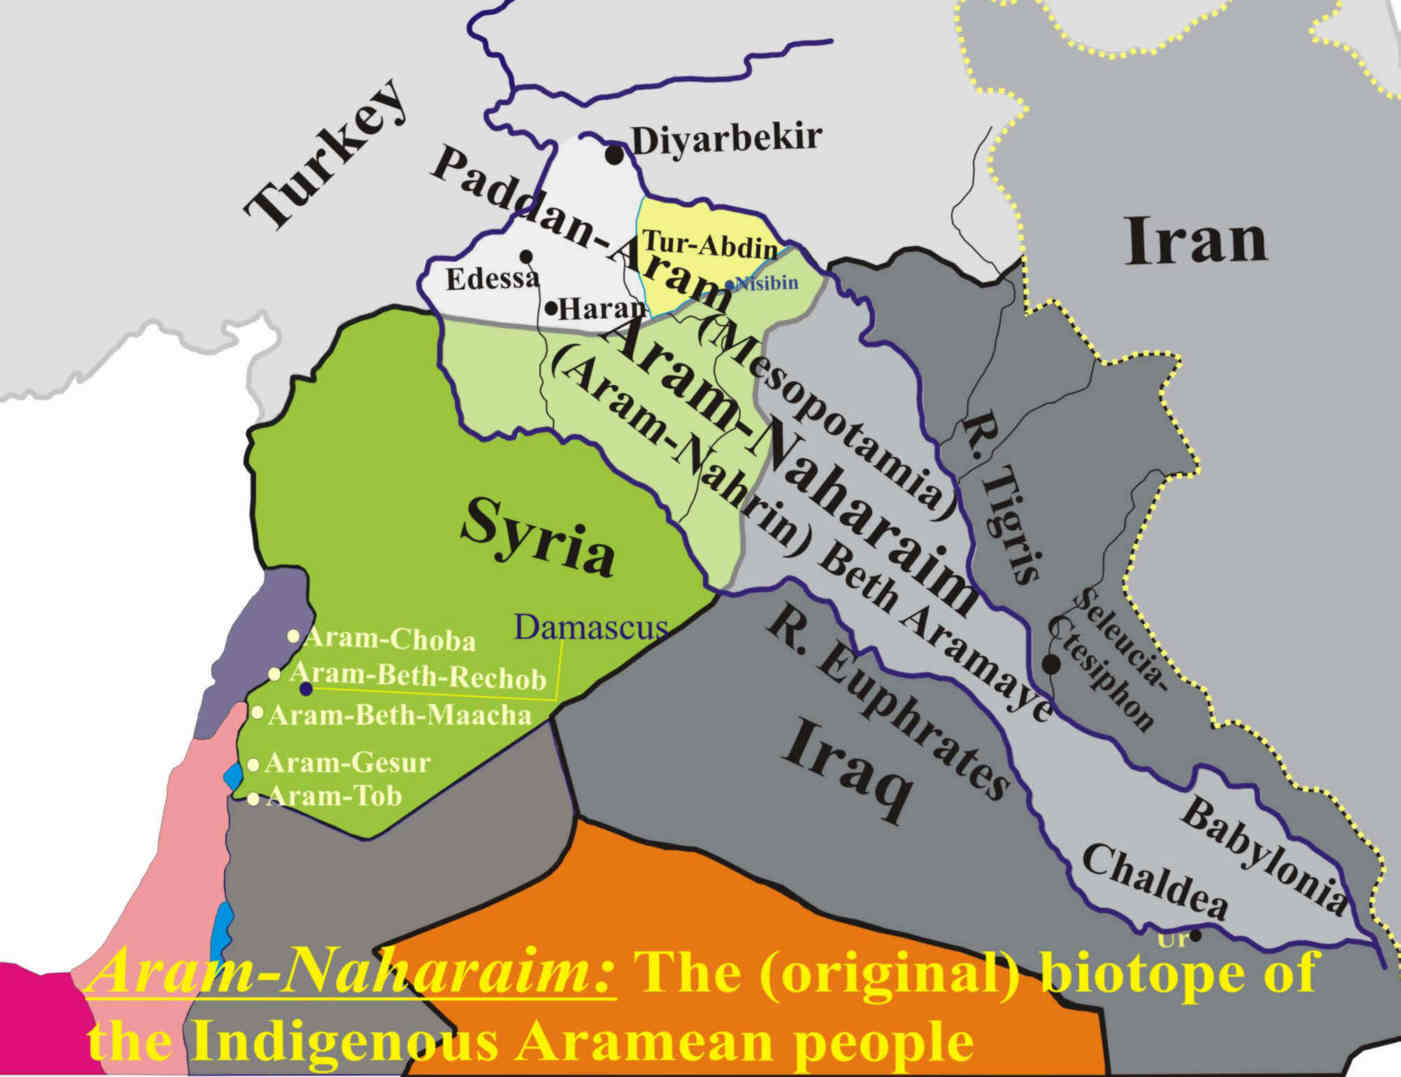 Turkey
Diyarbekir
Paddan-Aram
Tur-Abdin
Iran
Edessa
Nisibin
Haran
(Mesopotamia)
Aram-Naharaim
(Aram-Nahrin) Beth Aramaye
R. Tigris
Syria
Seleucia-
Ctesiphon
Damascus
Aram-Choba
Aram-Beth-Rechob
Aram-Beth-Maacha
Aram-Gesur
Aram-Tob
R. Euphrates
Iraq
Babylonia
Chaldea
Ur
Aram-Naharaim: The (original) biotope of
the Indigenous Aramean people